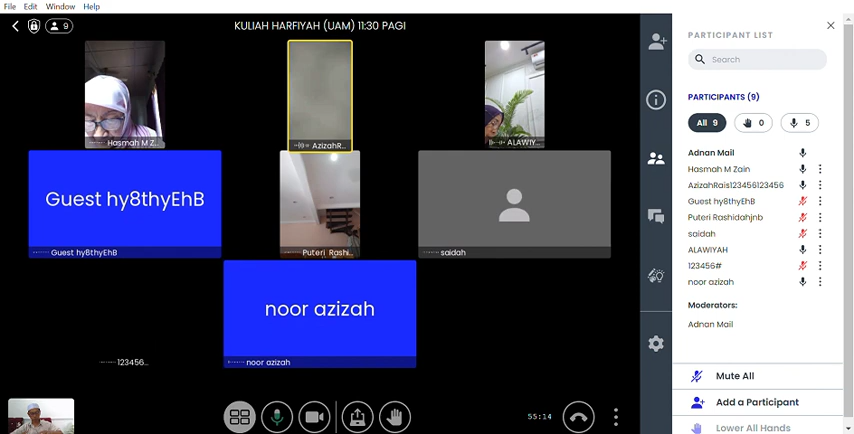 File Edit Window Help
9
KULIAH HARFIYAH (UAM) 11:30 PAGI
Hasmah M Z...
AzizahR...
ALAWIY...
Guest hy8thyEhB
Guest hy8thyEhB
Puteri Rashi...
saidah
noor azizah
123456...
noor azizah
55:14
PARTICIPANT LIST
Search
PARTICIPANTS (9)
All 9
0
5
Adnan Mail
Hasmah M Zain
AzizahRais123456123456
Guest hy8thyEhB
Puteri Rashidahjnb
saidah
ALAWIYAH
123456#
noor azizah
Moderators:
Adnan Mail
Mute All
Add a Participant
Lower All Hands